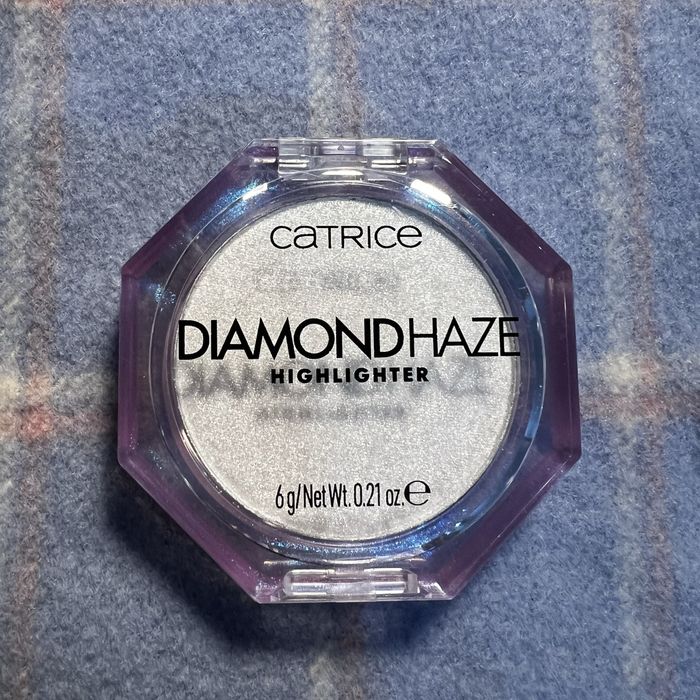 CATRICE
DIAMONDHAZE
HIGHLIGHTER
6 g/Net Wt. 0.21 oz. e